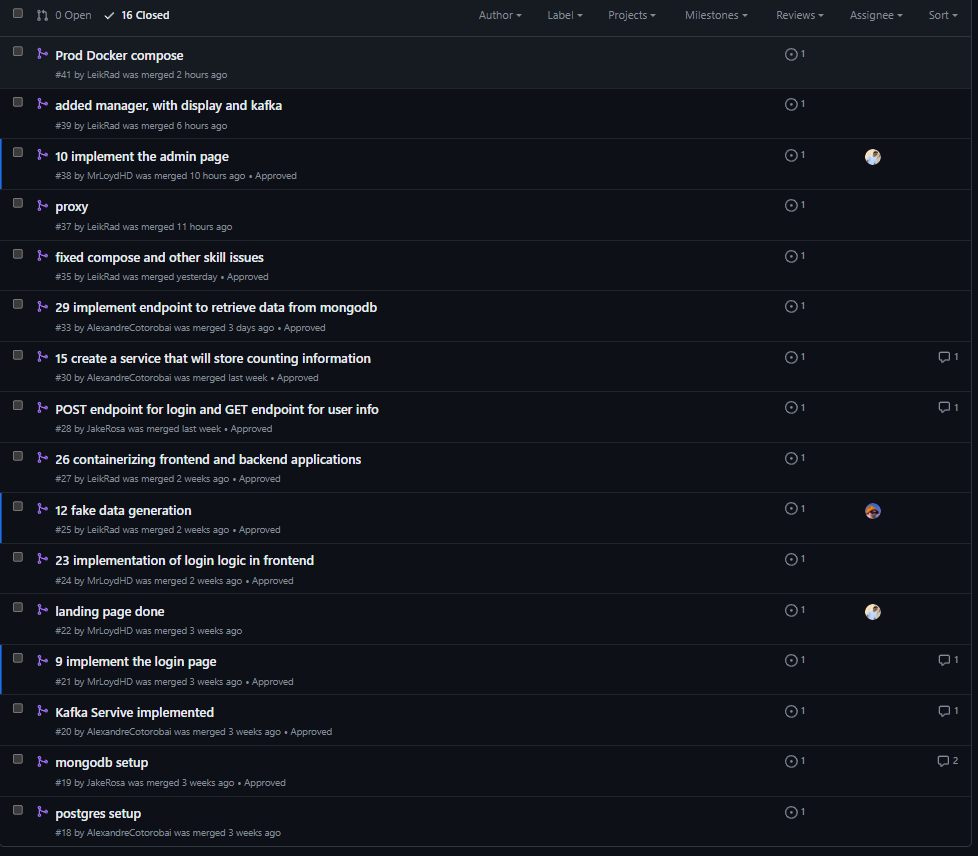 0 Open 16 Closed Author Label Projects Milestones Reviews Assignee Sort
Prod Docker compose 1
#41 by LeikRad was merged 2 hours ago
added manager, with display and kafka 1
#39 by LeikRad was merged 6 hours ago
10 implement the admin page 1
#38 by MrLoydHD was merged 10 hours ago • Approved
proxy 1
#37 by LeikRad was merged 11 hours ago
fixed compose and other skill issues 1
#35 by LeikRad was merged yesterday • Approved
29 implement endpoint to retrieve data from mongodb 1
#33 by AlexandreCotorobai was merged 3 days ago • Approved
15 create a service that will store counting information 1 1
#30 by AlexandreCotorobai was merged last week • Approved
POST endpoint for login and GET endpoint for user info 1 1
#28 by JakeRosa was merged last week • Approved
26 containerizing frontend and backend applications 1
#27 by LeikRad was merged 2 weeks ago • Approved
12 fake data generation 1
#25 by LeikRad was merged 2 weeks ago • Approved
23 implementation of login logic in frontend 1
#24 by MrLoydHD was merged 2 weeks ago • Approved
landing page done 1
#22 by MrLoydHD was merged 3 weeks ago
9 implement the login page 1 1
#21 by MrLoydHD was merged 3 weeks ago • Approved
Kafka Servive implemented 1 1
#20 by AlexandreCotorobai was merged 3 weeks ago • Approved
mongodb setup 1 2
#19 by JakeRosa was merged 3 weeks ago • Approved
postgres setup 1
#18 by AlexandreCotorobai was merged 3 weeks ago